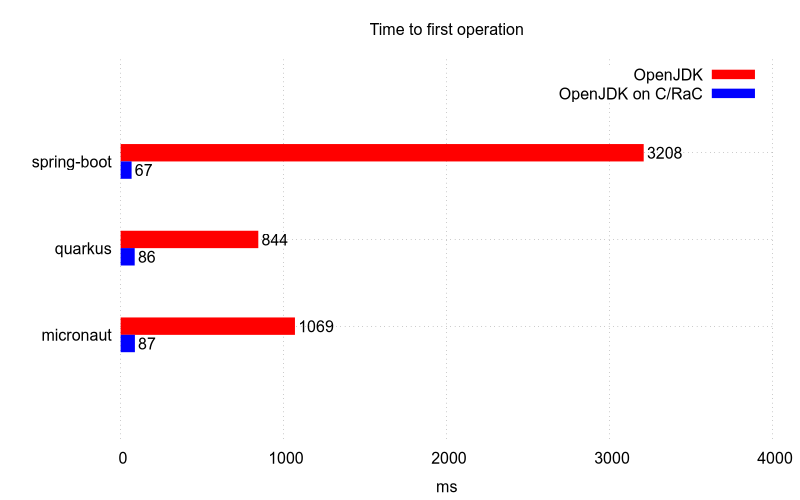 Time to first operation
OpenJDK
OpenJDK on C/RaC
spring-boot
3208
67
quarkus
844
86
micronaut
1069
87
0 1000 2000 3000 4000
ms